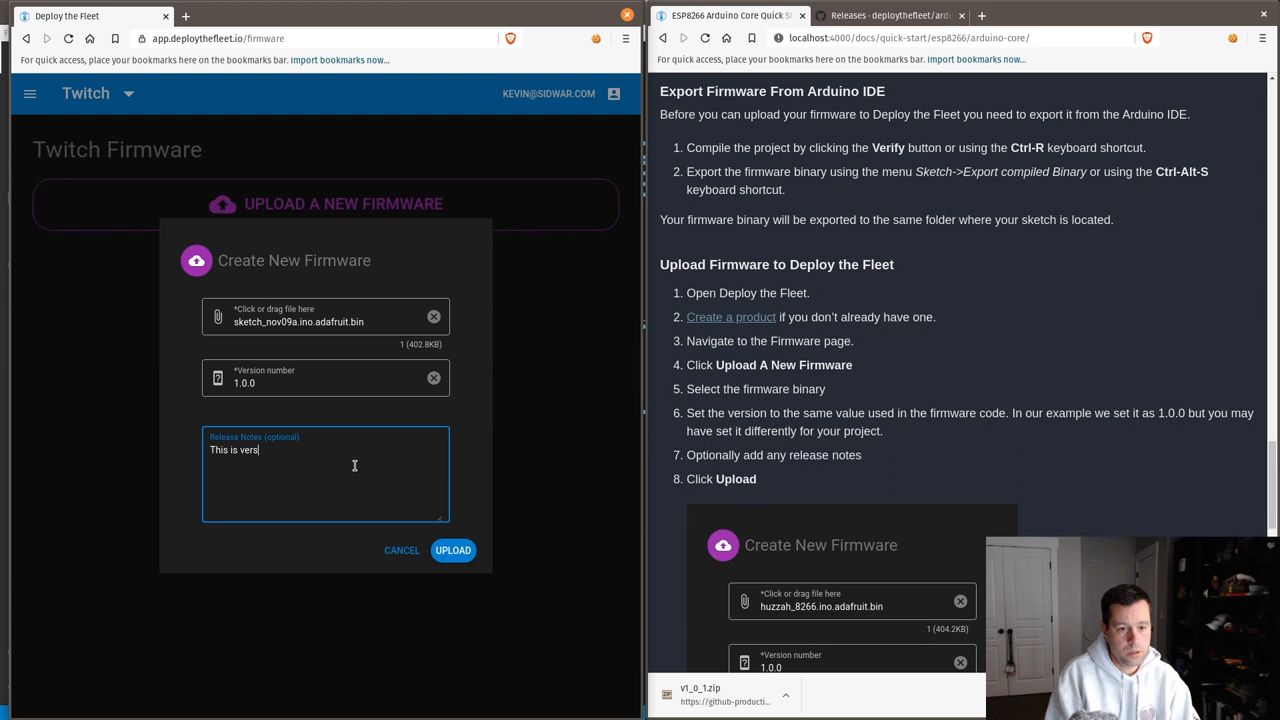 Deploy the Fleet
app.deploythefleet.io/firmware
For quick access, place your bookmarks here on the bookmarks bar. Import bookmarks now...
Twitch
KEVIN@SIDWAR.COM
Twitch Firmware
UPLOAD A NEW FIRMWARE
Create New Firmware
*Click or drag file here
sketch_nov09a.ino.adafruit.bin
1 (402.8KB)
*Version number
1.0.0
Release Notes (optional)
This is vers
CANCEL
UPLOAD
ESP8266 Arduino Core Quick St
Releases - deploythefleet/ard
localhost:4000/docs/quick-start/esp8266/arduino-core/
For quick access, place your bookmarks here on the bookmarks bar. Import bookmarks now...
Export Firmware From Arduino IDE
Before you can upload your firmware to Deploy the Fleet you need to export it from the Arduino IDE.
1. Compile the project by clicking the Verify button or using the Ctrl-R keyboard shortcut.
2. Export the firmware binary using the menu Sketch->Export compiled Binary or using the Ctrl-Alt-S
keyboard shortcut.
Your firmware binary will be exported to the same folder where your sketch is located.
Upload Firmware to Deploy the Fleet
1. Open Deploy the Fleet.
2. Create a product if you don’t already have one.
3. Navigate to the Firmware page.
4. Click Upload A New Firmware
5. Select the firmware binary
6. Set the version to the same value used in the firmware code. In our example we set it as 1.0.0 but you may
have set it differently for your project.
7. Optionally add any release notes
8. Click Upload
Create New Firmware
*Click or drag file here
huzzah_8266.ino.adafruit.bin
1 (404.2KB)
*Version number
1.0.0
ZIP
v1_0_1.zip
https://github-producti...